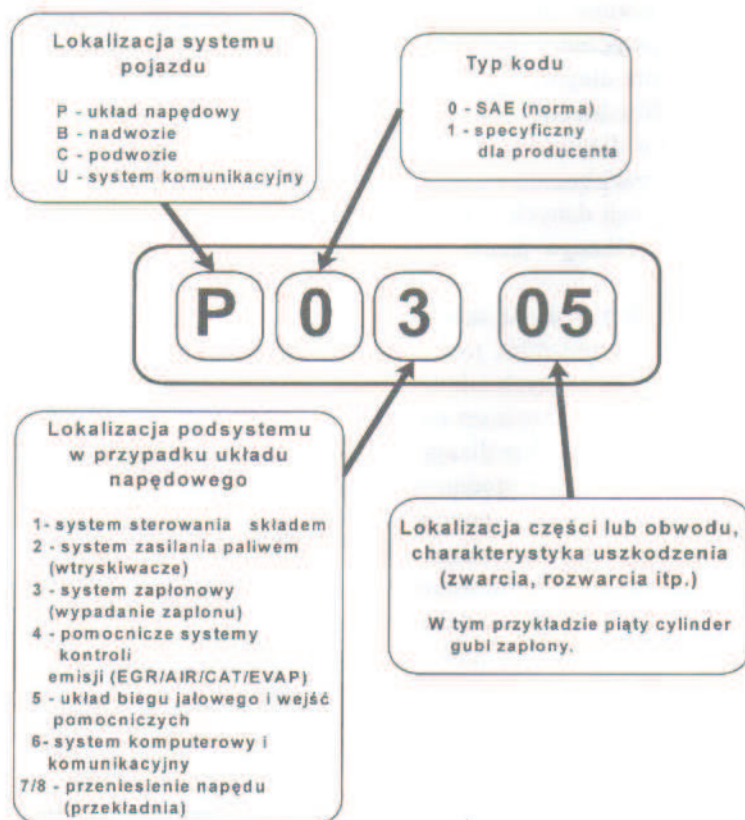 Lokalizacja systemu
pojazdu
P - układ napędowy
B - nadwozie
C - podwozie
U - system komunikacyjny
Typ kodu
0 - SAE (norma)
1 - specyficzny
dla producenta
P 0 3 05
Lokalizacja podsystemu
w przypadku układu
napędowego
1- system sterowania składem
2 - system zasilania paliwem
(wtryskiwacze)
3 - system zapłonowy
(wypadanie zapłonu)
4 - pomocnicze systemy
kontroli
emisji (EGR/AIR/CAT/EVAP)
5 - układ biegu jałowego i wejść
pomocniczych
6- system komputerowy i
komunikacyjny
7/8 - przeniesienie napędu
(przekładnia)
Lokalizacja części lub obwodu,
charakterystyka uszkodzenia
(zwarcia, rozwarcia itp.)
W tym przykładzie piąty cylinder
gubi zapłony.